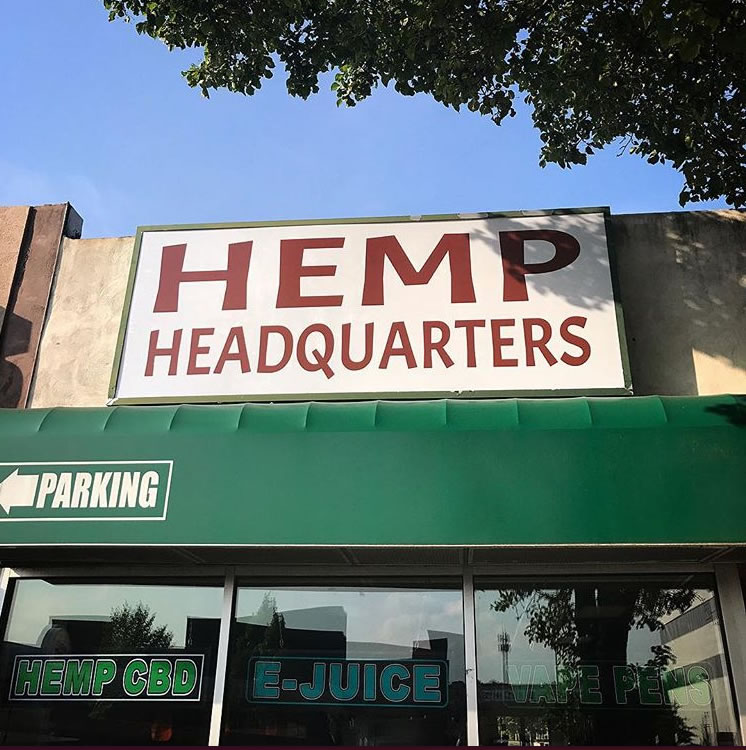 HEMP
HEADQUARTERS
PARKING
HEMP CBD
E-JUICE
VAPE PENS